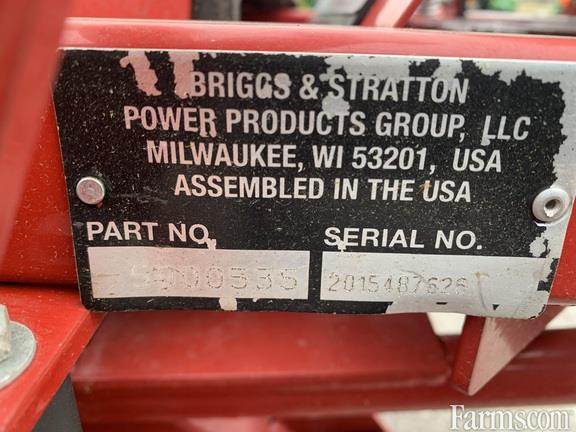 BRIGGS & STRATTON
POWER PRODUCTS GROUP, LLC
MILWAUKEE, WI 53201, USA
ASSEMBLED IN THE USA
PART NO. SERIAL NO.
2015487626
Farms.com